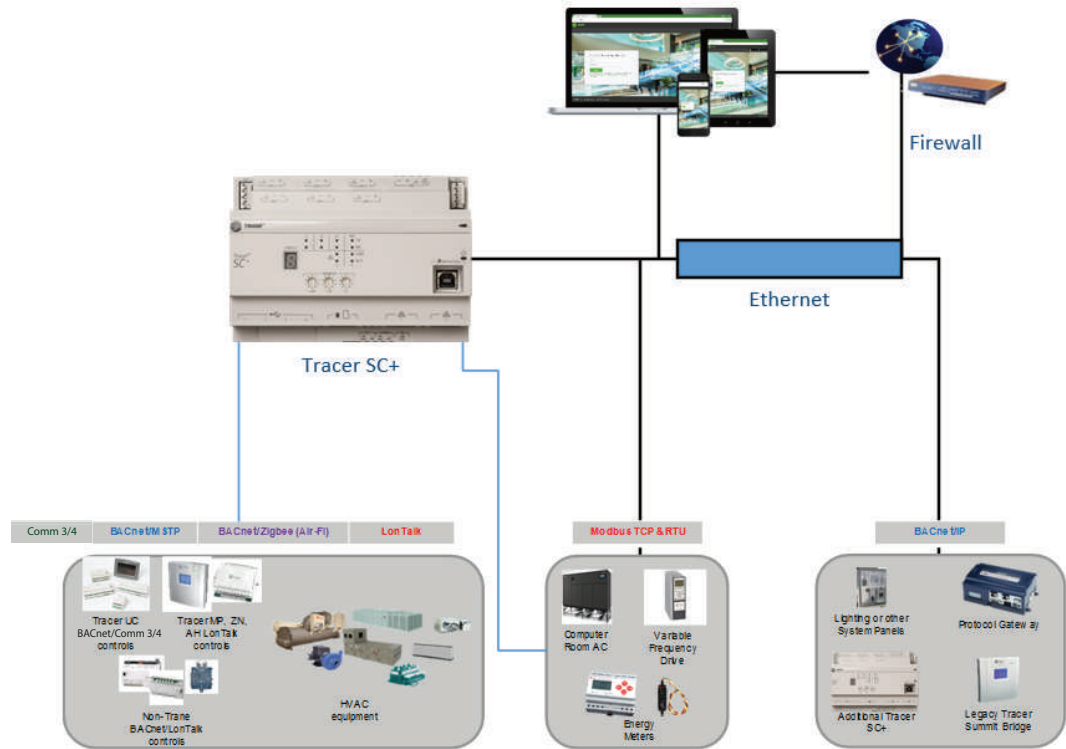 Firewall
TRANE
SC+
Ethernet
Tracer SC+
Comm 3/4
BACnet/MSTP
BACnet/Zigbee (Air-Fi)
LonTalk
Modbus TCP & RTU
BACnet/IP
Tracer UC
BACnet/Comm 3/4
controls
Tracer MP, ZN,
AH LonTalk
controls
Non-Trane
BACnet/LonTalk
controls
HVAC
equipment
Computer
Room AC
Variable
Frequency
Drive
Energy
Meters
Lighting or other
System Panels
Protocol Gateway
Additional Tracer
SC+
Legacy Tracer
Summit Bridge